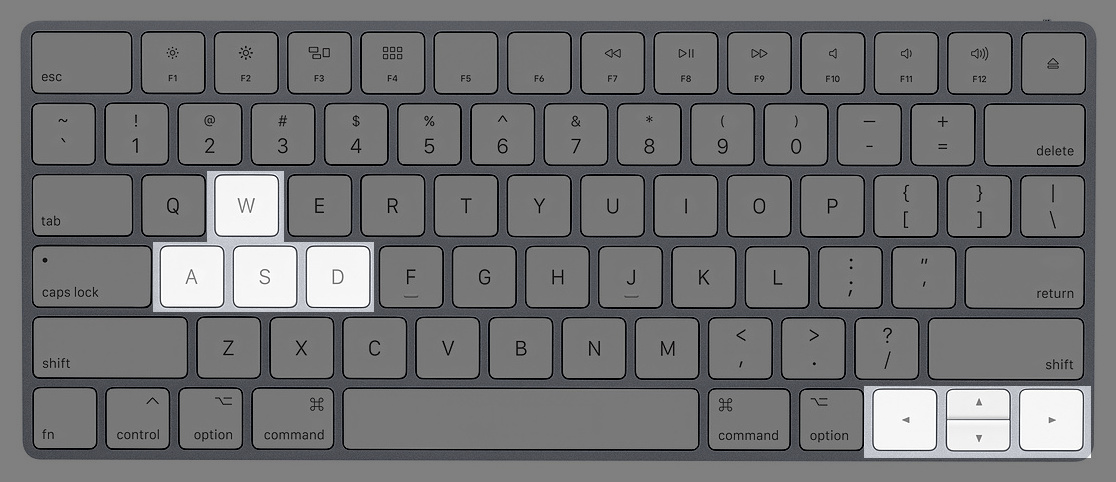 esc F1 F2 F3 F4 F5 F6 F7 F8 F9 F10 F11 F12
~ ! @ # $ % ^ & * ( ) — +
` 1 2 3 4 5 6 7 8 9 0 - = delete
tab Q W E R T Y U I O P { [ } ] | \
caps lock A S D F G H J K L : ; " ' return
shift Z X C V B N M < , > . ? / shift
fn control option command command option